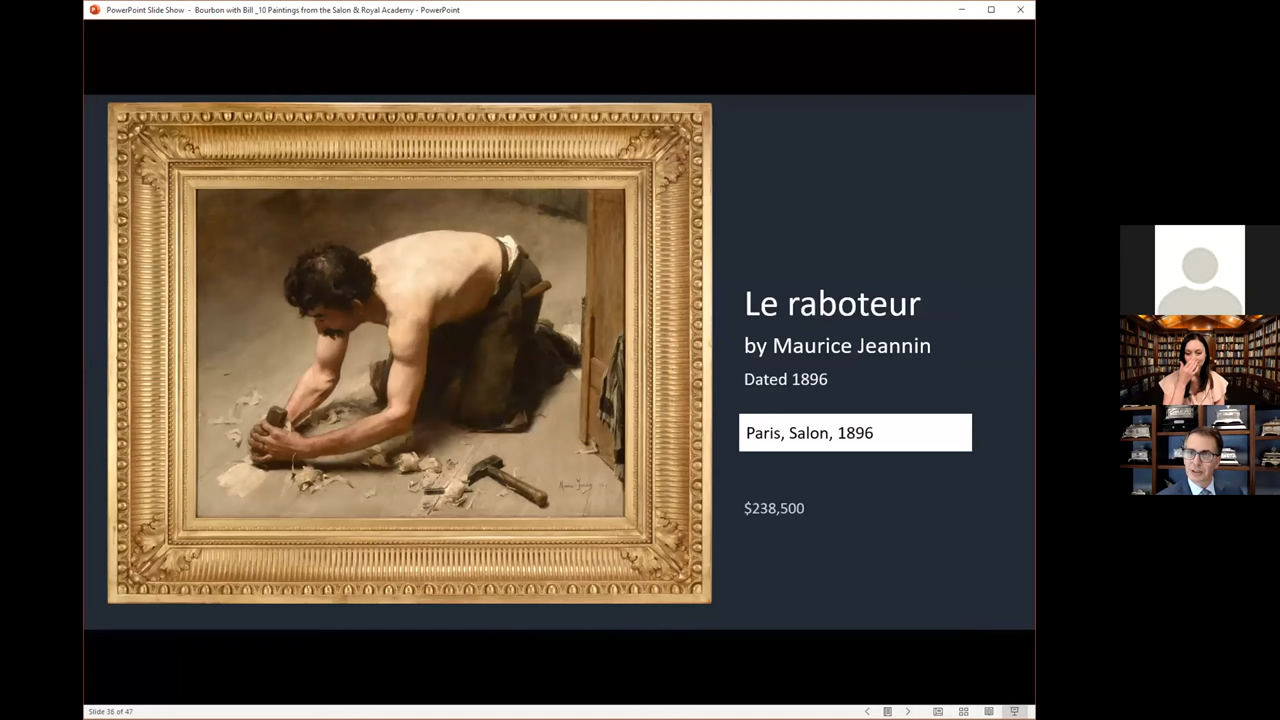 PowerPoint Slide Show - Bourbon with Bill _10 Paintings from the Salon & Royal Academy - PowerPoint
Le raboteur
by Maurice Jeannin
Dated 1896
Paris, Salon, 1896
$238,500
Slide 36 of 47